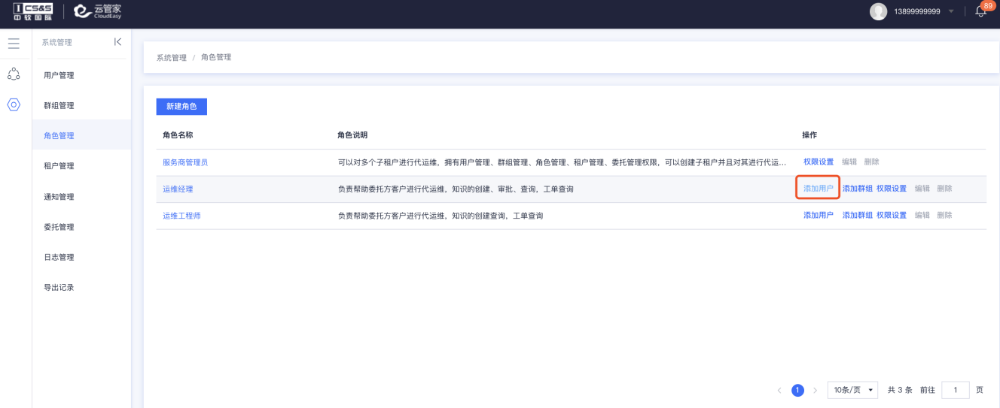 CS&S
中软国际
云管家
CloudEasy
13899999999
89
系统管理
用户管理
群组管理
角色管理
租户管理
通知管理
委托管理
日志管理
导出记录
系统管理 / 角色管理
新建角色
角色名称 角色说明 操作
服务商管理员 可以对多个子租户进行代运维，拥有用户管理、群组管理、角色管理、租户管理、委托管理权限，可以创建子租户并且对其进行代运... 权限设置 编辑 删除
运维经理 负责帮助委托方客户进行代运维，知识的创建、审批、查询，工单查询 添加用户 添加群组 权限设置 编辑 删除
运维工程师 负责帮助委托方客户进行代运维，知识的创建查询，工单查询 添加用户 添加群组 权限设置 编辑 删除
< 1 > 10条/页 共 3 条 前往 1 页